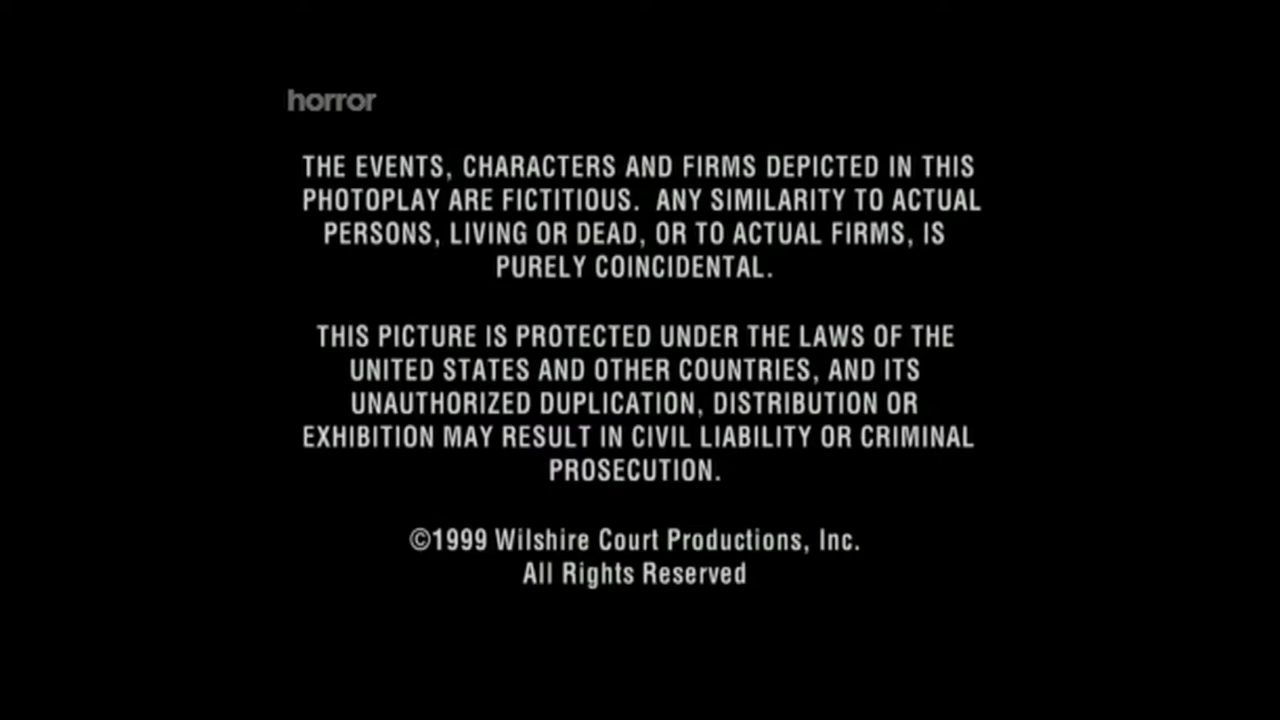 horror
THE EVENTS, CHARACTERS AND FIRMS DEPICTED IN THIS
PHOTOPLAY ARE FICTITIOUS.  ANY SIMILARITY TO ACTUAL
PERSONS, LIVING OR DEAD, OR TO ACTUAL FIRMS, IS
PURELY COINCIDENTAL.
THIS PICTURE IS PROTECTED UNDER THE LAWS OF THE
UNITED STATES AND OTHER COUNTRIES, AND ITS
UNAUTHORIZED DUPLICATION, DISTRIBUTION OR
EXHIBITION MAY RESULT IN CIVIL LIABILITY OR CRIMINAL
PROSECUTION.
©1999 Wilshire Court Productions, Inc.
All Rights Reserved